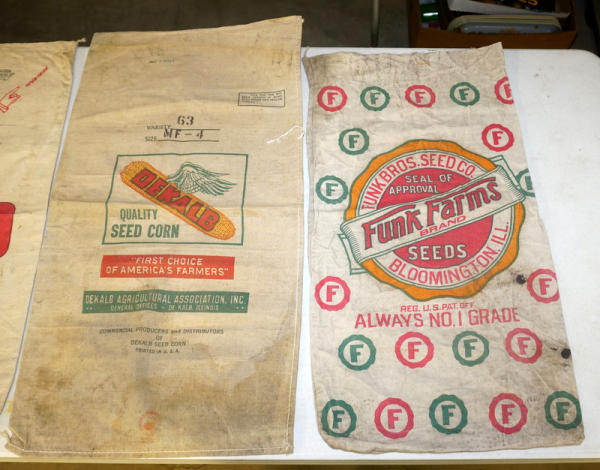 VARIETY 63
SIZE MF-4
DEKALB
QUALITY
SEED CORN
"FIRST CHOICE
OF AMERICA'S FARMERS"
DEKALB AGRICULTURAL ASSOCIATION, INC.
GENERAL OFFICES - DE KALB, ILLINOIS
COMMERCIAL PRODUCERS and DISTRIBUTORS
OF
DEKALB SEED CORN
PRINTED IN U.S.A.
F F
F F
F
FUNK BROS. SEED CO.
SEAL OF
APPROVAL
Funk Farms
BRAND
SEEDS
BLOOMINGTON, ILL.
F F
REG. U.S. PAT. OFF.
ALWAYS NO. 1 GRADE
F F F F
F F F F F